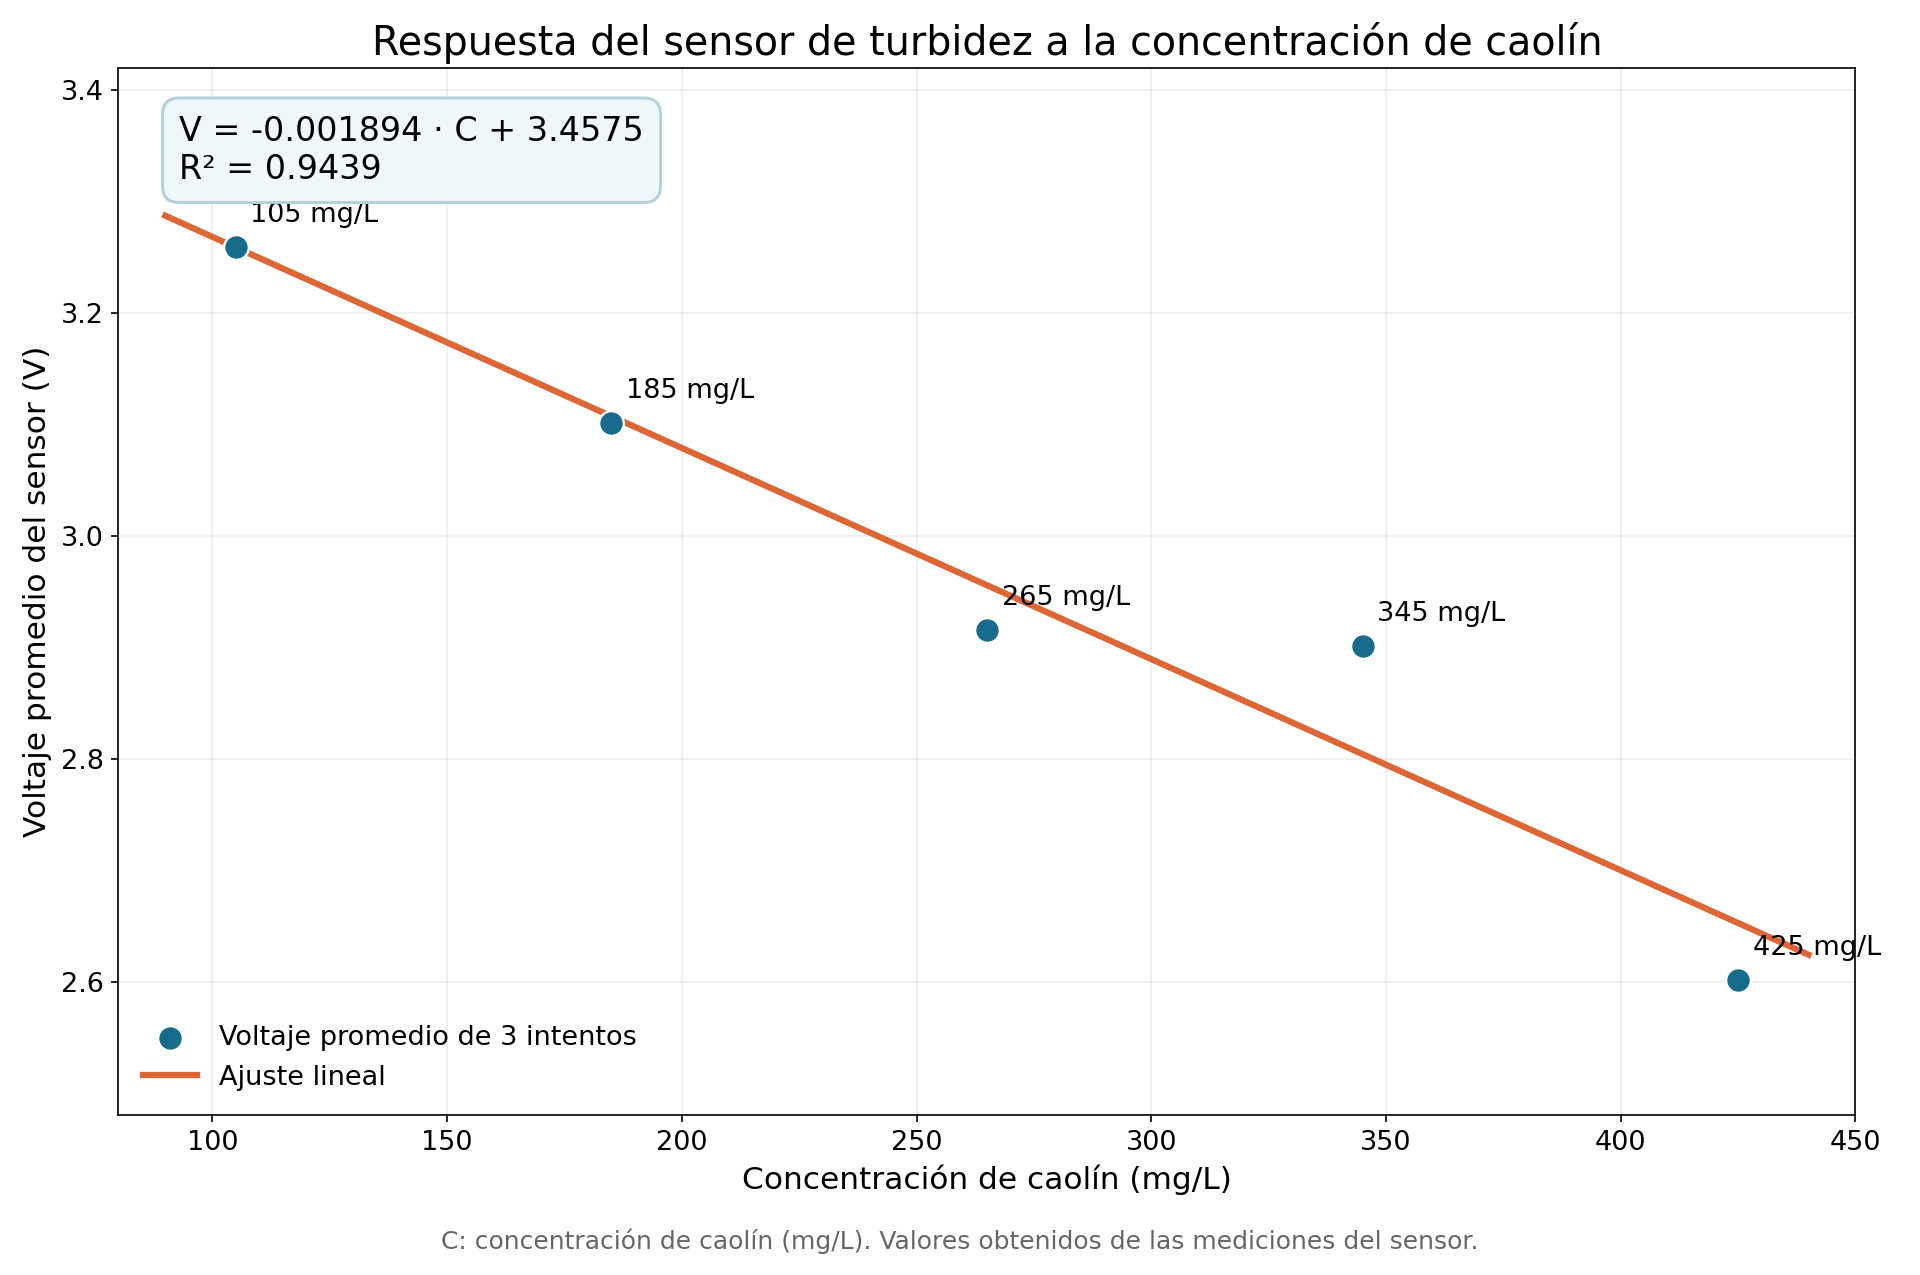 Respuesta del sensor de turbidez a la concentración de caolín
V = -0.001894 · C + 3.4575
R² = 0.9439
105 mg/L
185 mg/L
265 mg/L
345 mg/L
425 mg/L
3.4
3.2
3.0
2.8
2.6
Voltaje promedio del sensor (V)
Voltaje promedio de 3 intentos
Ajuste lineal
100 150 200 250 300 350 400 450
Concentración de caolín (mg/L)
C: concentración de caolín (mg/L). Valores obtenidos de las mediciones del sensor.